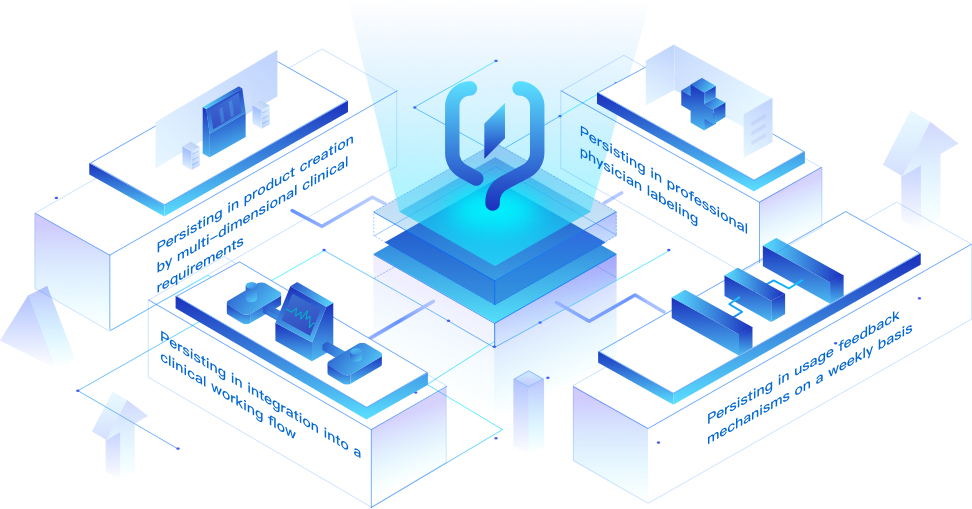 Persisting in product creation
by multi-dimensional clinical
requirements
Persisting in professional
physician labeling
Persisting in integration into a
clinical working flow
Persisting in usage feedback
mechanisms on a weekly basis